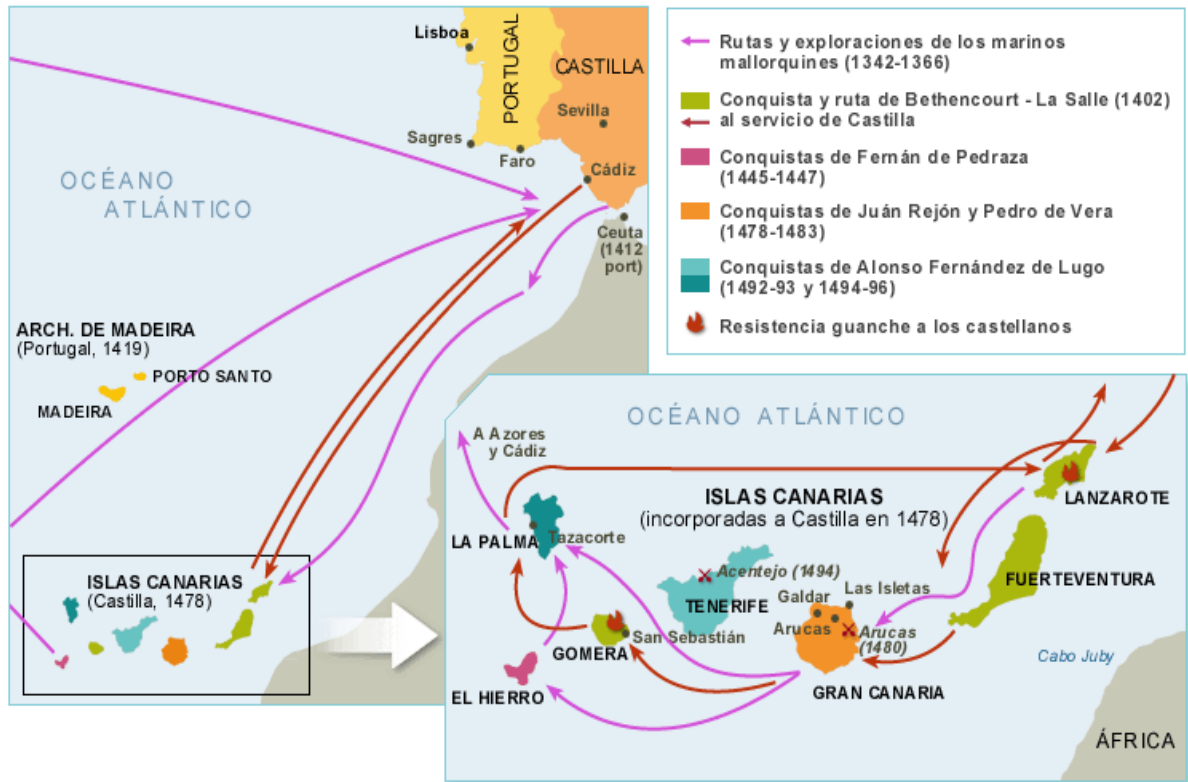 Lisboa
PORTUGAL
CASTILLA
Sevilla
Sagres
Faro
Cádiz
OCÉANO
ATLÁNTICO
Ceuta
(1412
port)
ARCH. DE MADEIRA
(Portugal, 1419)
PORTO SANTO
MADEIRA
ISLAS CANARIAS
(Castilla, 1478)
Rutas y exploraciones de los marinos
mallorquines (1342-1366)
Conquista y ruta de Bethencourt - La Salle (1402)
al servicio de Castilla
Conquistas de Fernán de Pedraza
(1445-1447)
Conquistas de Juán Rejón y Pedro de Vera
(1478-1483)
Conquistas de Alonso Fernández de Lugo
(1492-93 y 1494-96)
Resistencia guanche a los castellanos
OCÉANO ATLÁNTICO
A Azores
y Cádiz
ISLAS CANARIAS
(incorporadas a Castilla en 1478)
LANZAROTE
LA PALMA
Tazacorte
Acentejo (1494)
TENERIFE
FUERTEVENTURA
Las Isletas
Galdar
Arucas
Arucas
(1480)
San Sebastián
GOMERA
Cabo Juby
EL HIERRO
GRAN CANARIA
ÁFRICA